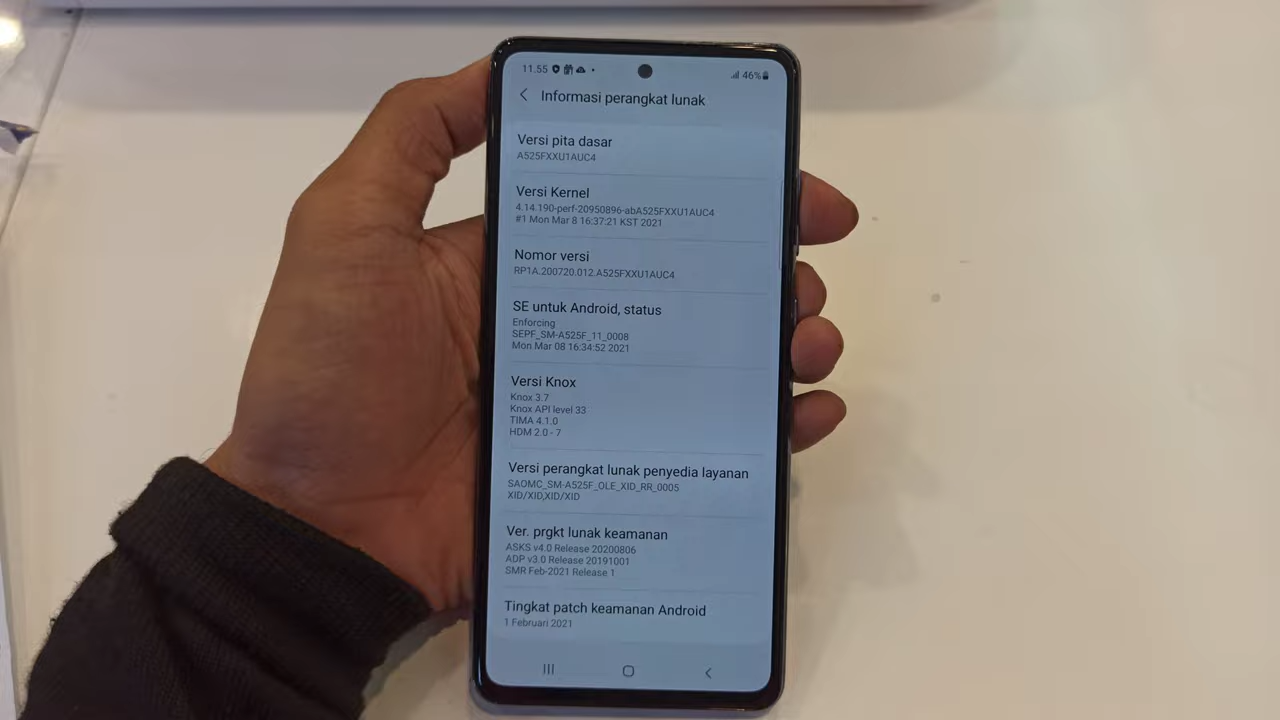 11.55
46%
Informasi perangkat lunak
Versi pita dasar
A525FXXU1AUC4
Versi Kernel
4.14.190-perf-20950896-abA525FXXU1AUC4
#1 Mon Mar 8 16:37:21 KST 2021
Nomor versi
RP1A.200720.012.A525FXXU1AUC4
SE untuk Android, status
Enforcing
SEPF_SM-A525F_11_0008
Mon Mar 08 16:34:52 2021
Versi Knox
Knox 3.7
Knox API level 33
TIMA 4.1.0
HDM 2.0 - 7
Versi perangkat lunak penyedia layanan
SAOMC_SM-A525F_OLE_XID_RR_0005
XID/XID,XID/XID
Ver. prgkt lunak keamanan
ASKS v4.0 Release 20200806
ADP v3.0 Release 20191001
SMR Feb-2021 Release 1
Tingkat patch keamanan Android
1 Februari 2021